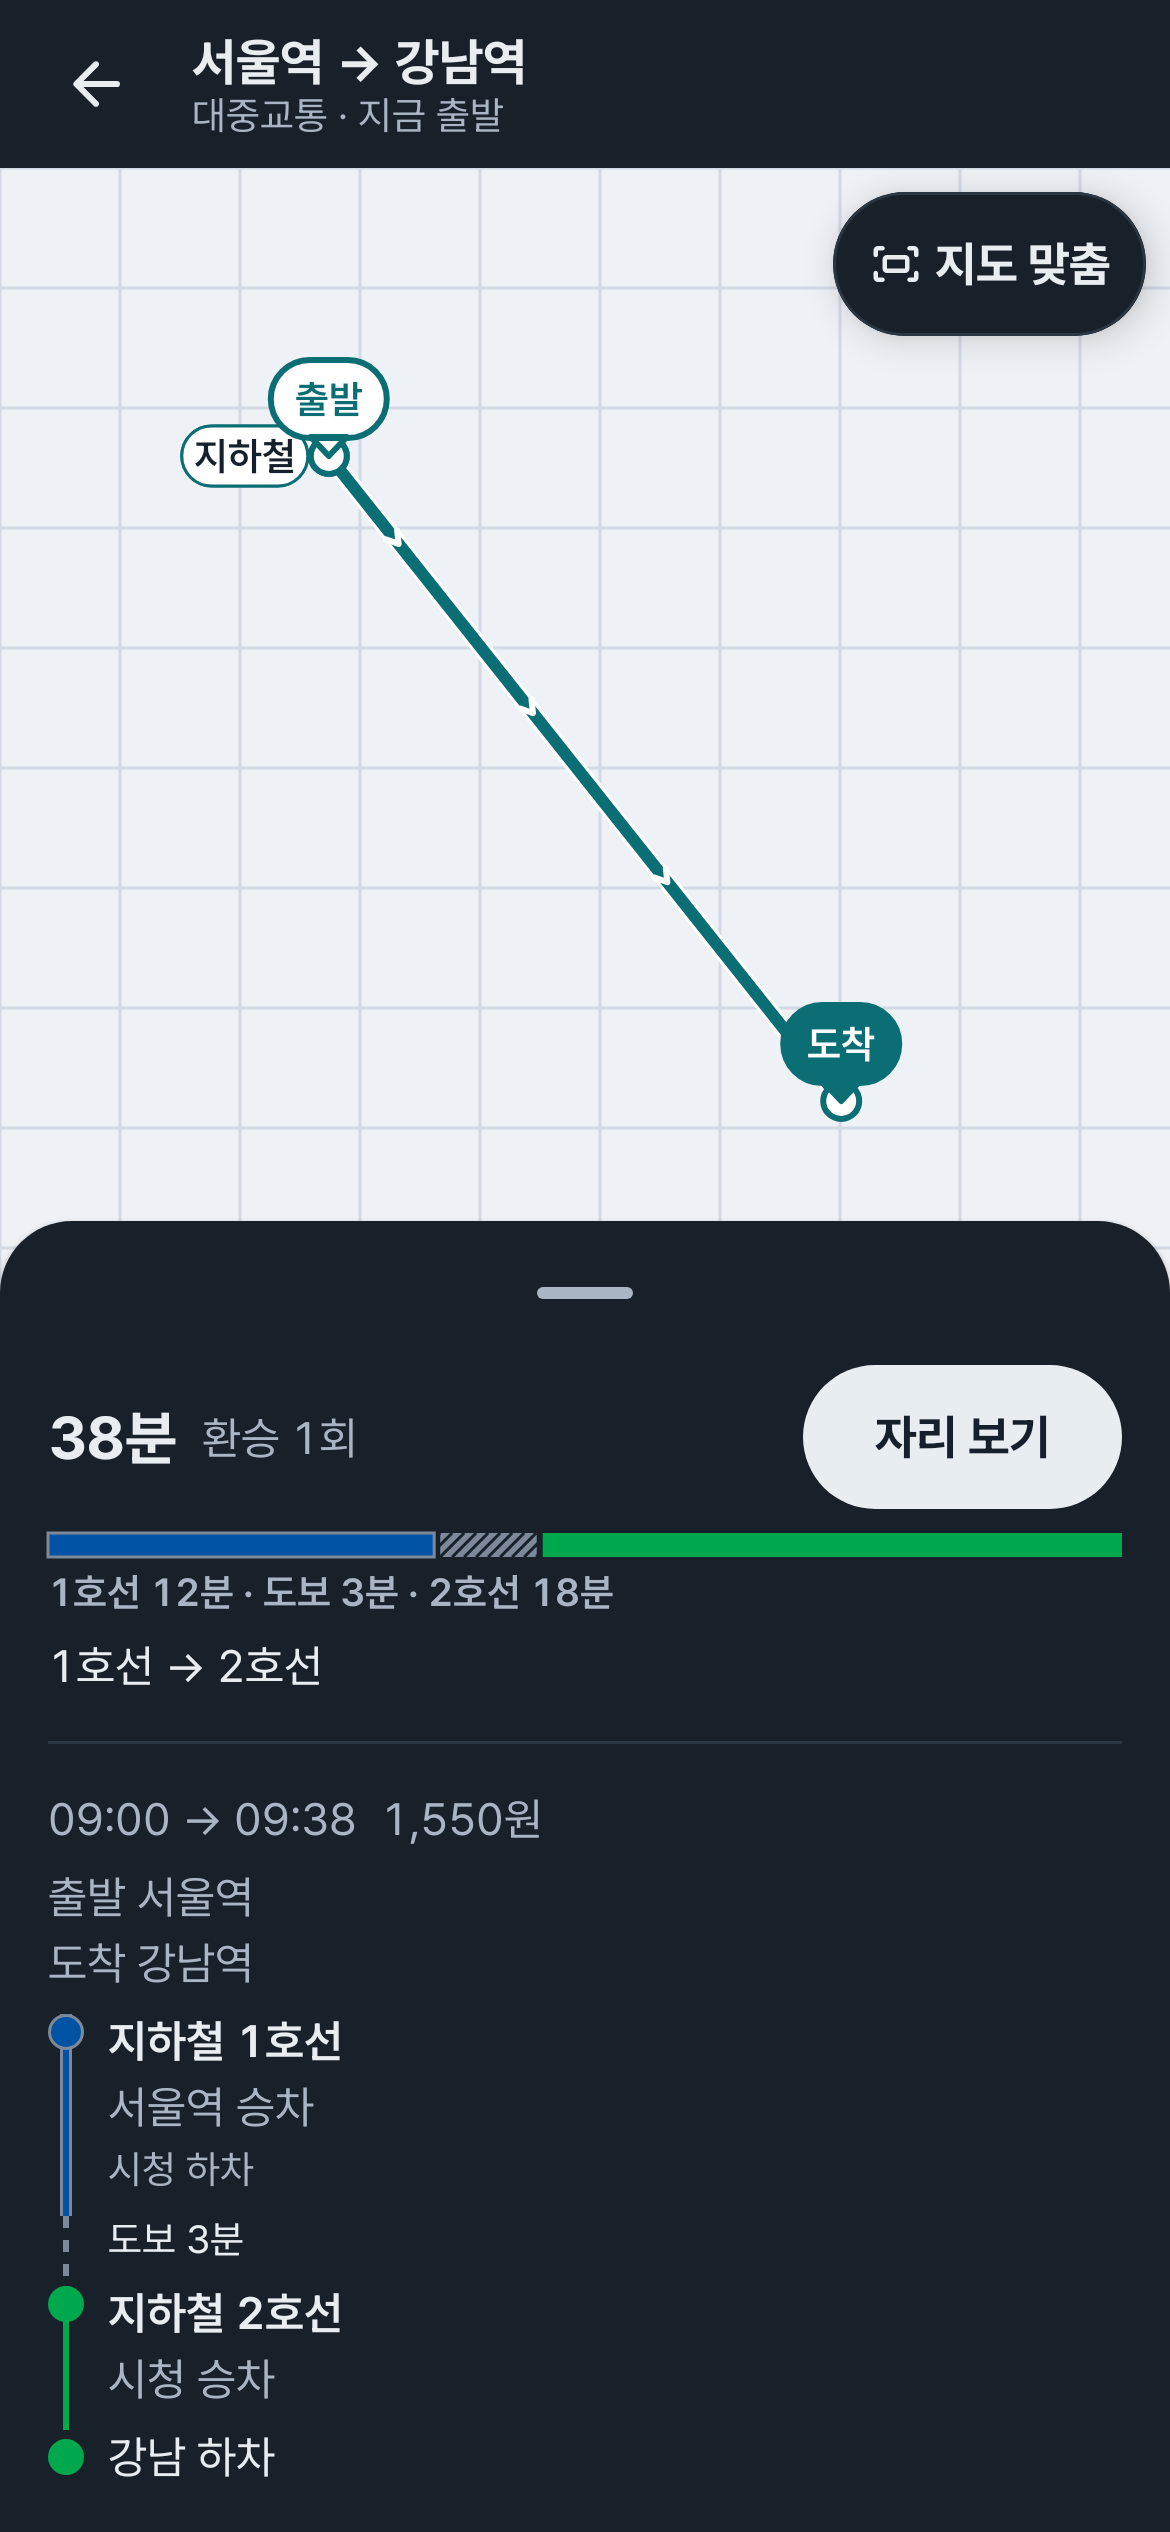 서울역 → 강남역
대중교통 · 지금 출발
지도 맞춤
출발
지하철
도착
38분 환승 1회
자리 보기
1호선 12분 · 도보 3분 · 2호선 18분
1호선 → 2호선
09:00 → 09:38 1,550원
출발 서울역
도착 강남역
지하철 1호선
서울역 승차
시청 하차
도보 3분
지하철 2호선
시청 승차
강남 하차